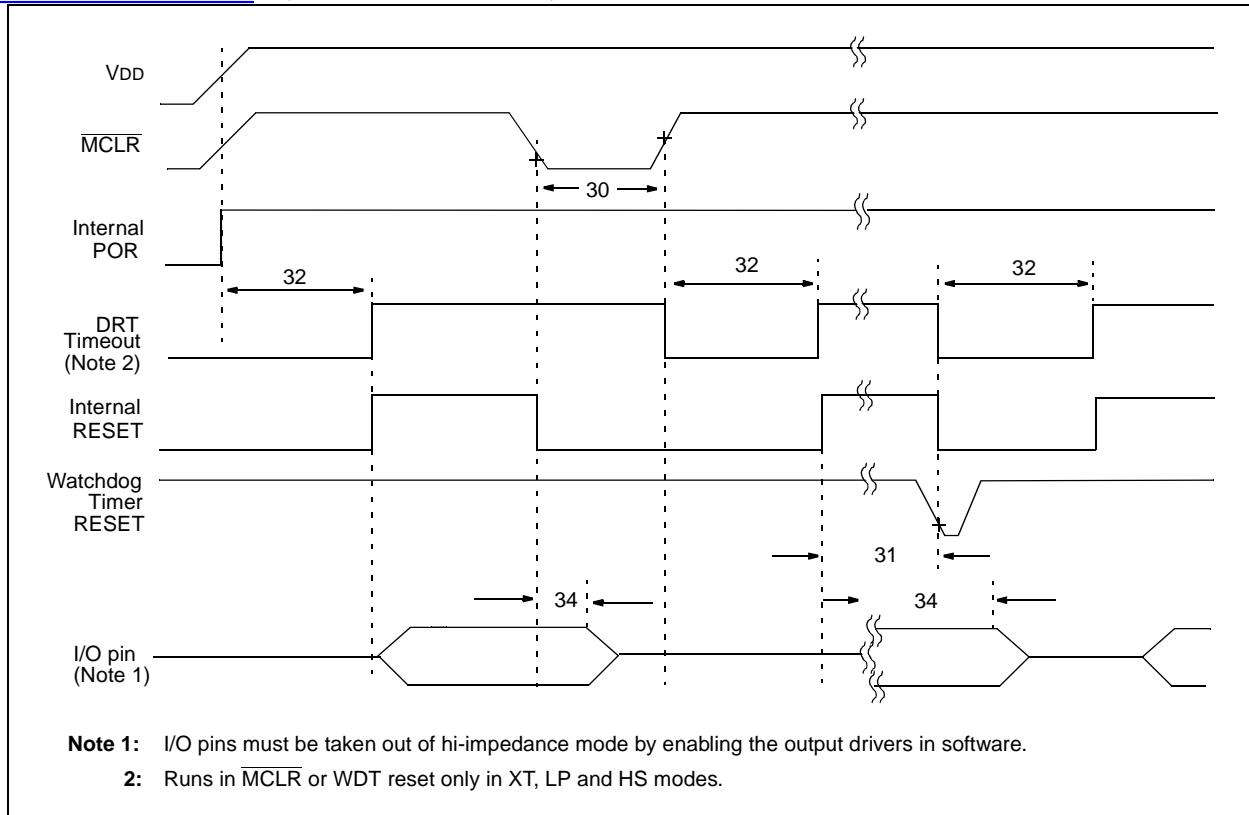 VDD
MCLR
30
Internal
POR
32
32
32
DRT
Timeout
(Note 2)
Internal
RESET
Watchdog
Timer
RESET
31
34
34
I/O pin
(Note 1)
Note 1: I/O pins must be taken out of hi-impedance mode by enabling the output drivers in software.
2: Runs in MCLR or WDT reset only in XT, LP and HS modes.